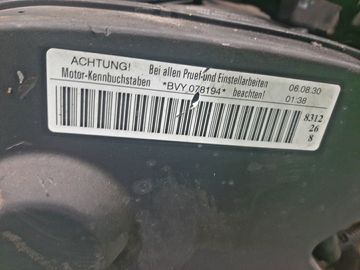 ACHTUNG! Bei allen Pruef-und Einstellarbeiten 06.08.30
Motor-Kennbuchstaben *BVY 078194* beachten! 01:38
8312
26
8